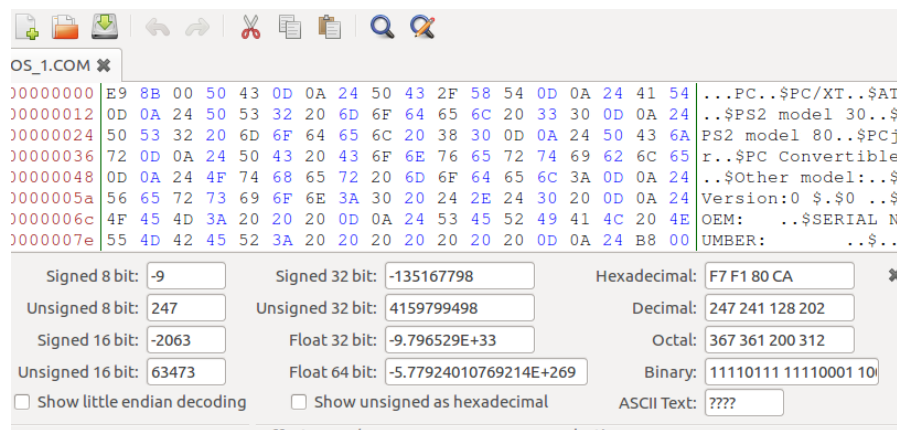 OS_1.COM
00000000 E9 8B 00 50 43 0D 0A 24 50 43 2F 58 54 0D 0A 24 41 54 ...PC..$PC/XT..$AT
00000012 0D 0A 24 50 53 32 20 6D 6F 64 65 6C 20 33 30 0D 0A 24 ..$PS2 model 30..$
00000024 50 53 32 20 6D 6F 64 65 6C 20 38 30 0D 0A 24 50 43 6A PS2 model 80..$PCj
00000036 72 0D 0A 24 50 43 20 43 6F 6E 76 65 72 74 69 62 6C 65 r..$PC Convertible
00000048 0D 0A 24 4F 74 68 65 72 20 6D 6F 64 65 6C 3A 0D 0A 24 ..$Other model:..$
0000005a 56 65 72 73 69 6F 6E 3A 30 20 24 2E 24 30 20 0D 0A 24 Version:0 $.$0 ..$
0000006c 4F 45 4D 3A 20 20 20 0D 0A 24 53 45 52 49 41 4C 20 4E OEM:   ..$SERIAL N
0000007e 55 4D 42 45 52 3A 20 20 20 20 20 20 20 0D 0A 24 B8 00 UMBER:       ..$..
Signed 8 bit: -9 Signed 32 bit: -135167798 Hexadecimal: F7 F1 80 CA
Unsigned 8 bit: 247 Unsigned 32 bit: 4159799498 Decimal: 247 241 128 202
Signed 16 bit: -2063 Float 32 bit: -9.796529E+33 Octal: 367 361 200 312
Unsigned 16 bit: 63473 Float 64 bit: -5.77924010769214E+269 Binary: 11110111 11110001 10
Show little endian decoding Show unsigned as hexadecimal ASCII Text: ????